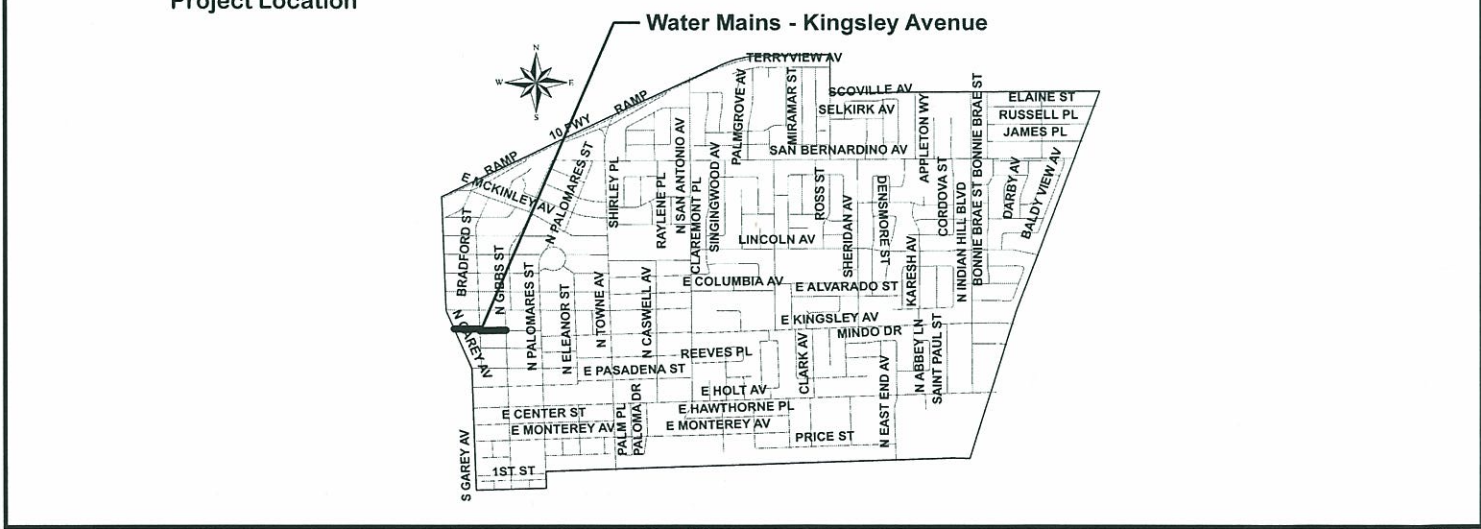 Project Location
Water Mains - Kingsley Avenue
N
W
E
S
TERRYVIEW AV
RAMP
10 FWY
RAMP
E MCKINLEY AV
N PALOMARES ST
SHIRLEY PL
RAYLENE PL
N SAN ANTONIO AV
CLAREMONT PL
SINGINGWOOD AV
PALMGROVE AV
MIRAMAR ST
SCOVILLE AV
SELKIRK AV
SAN BERNARDINO AV
APPLETON WY
BONNIE BRAE ST
ELAINE ST
RUSSELL PL
JAMES PL
ROSS ST
SHERIDAN AV
DENSMORE ST
CORDOVA ST
N INDIAN HILL BLVD
BONNIE BRAE ST
DARBY AV
BALDY VIEW AV
BRADFORD ST
N GIBBS ST
LINCOLN AV
KARESH AV
N PALOMARES ST
N ELEANOR ST
N TOWNE AV
N CASWELL AV
E COLUMBIA AV
E ALVARADO ST
N GAREY AV
E KINGSLEY AV
MINDO DR
REEVES PL
E PASADENA ST
CLARK AV
N ABBEY LN
SAINT PAUL ST
N EAST END AV
E HOLT AV
E CENTER ST
E HAWTHORNE PL
E MONTEREY AV
PALM PL
PALOMA DR
E MONTEREY AV
PRICE ST
S GAREY AV
1ST ST